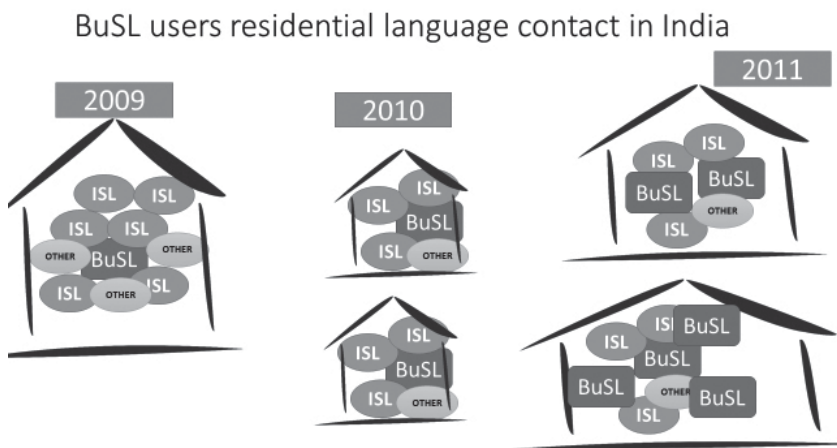 BuSL users residential language contact in India
2009
ISL
ISL
ISL
ISL
OTHER
BuSL
OTHER
ISL
OTHER
ISL
2010
ISL
ISL
BuSL
ISL
OTHER
ISL
ISL
BuSL
ISL
OTHER
2011
ISL
ISL
BuSL
BuSL
OTHER
ISL
ISL
ISL
BuSL
BuSL
BuSL
OTHER
BuSL
ISL